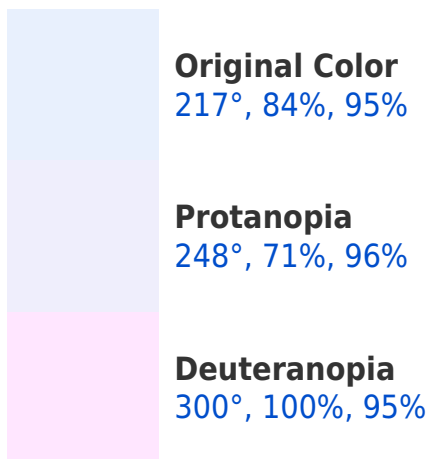 Original Color
217°, 84%, 95%
Protanopia
248°, 71%, 96%
Deuteranopia
300°, 100%, 95%